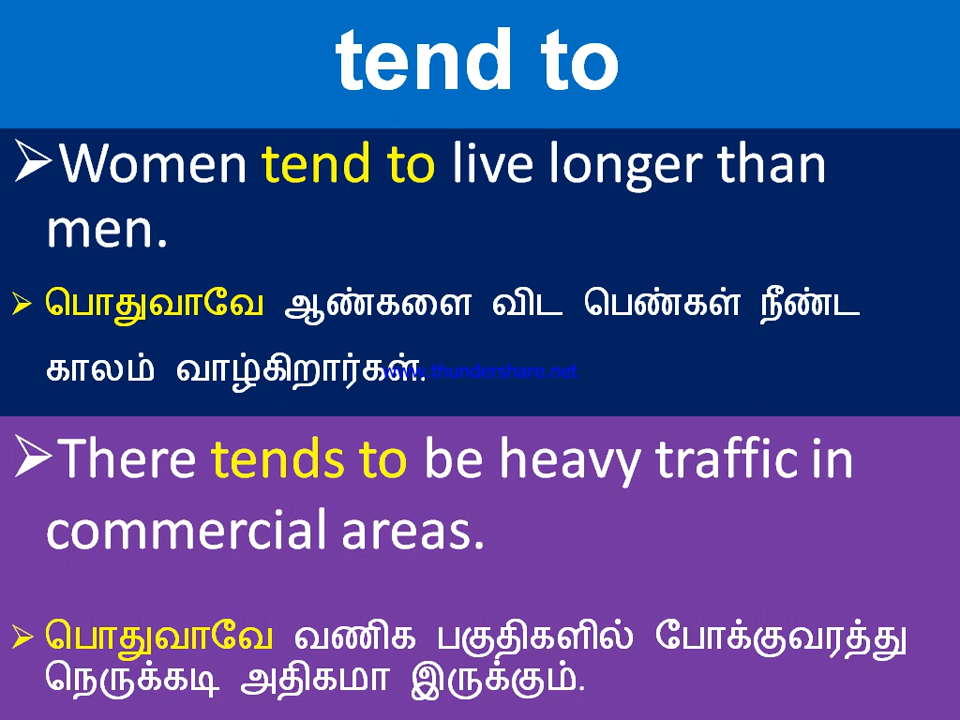 tend to
➢Women tend to live longer than
men.
➢ பொதுவாவே ஆண்களை விட பெண்கள் நீண்ட
காலம் வாழ்கிறார்கள்.
www.thundershare.net
➢There tends to be heavy traffic in
commercial areas.
➢ பொதுவாவே வணிக பகுதிகளில் போக்குவரத்து
நெருக்கடி அதிகமா இருக்கும்.